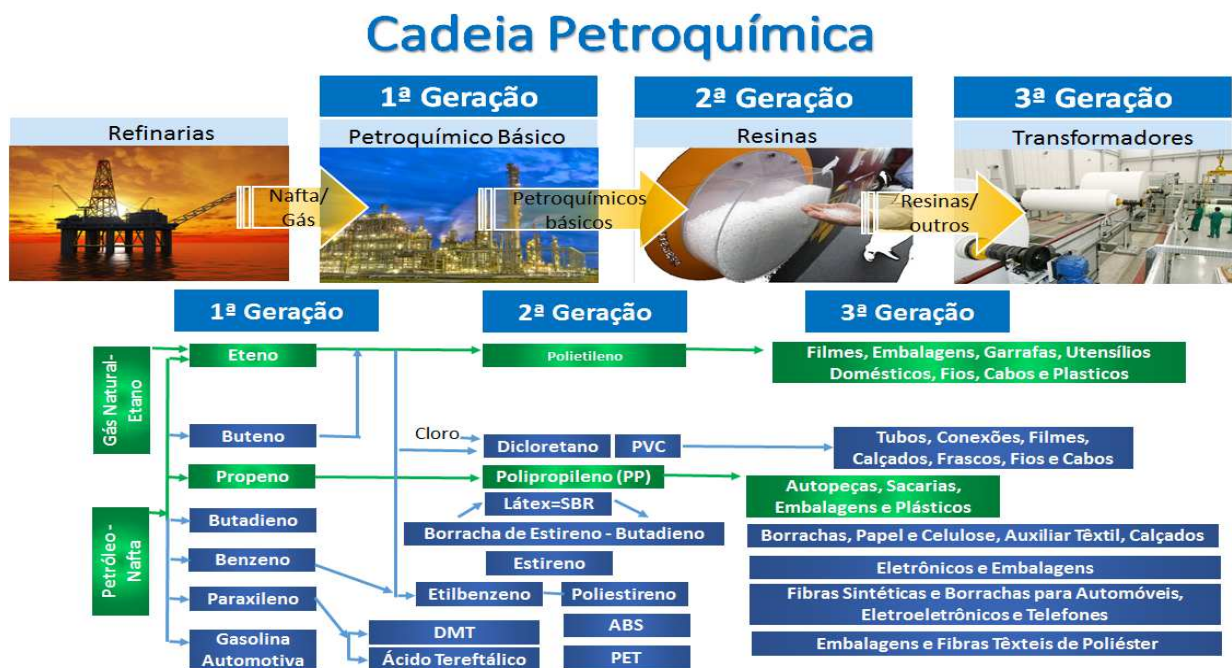 Cadeia Petroquímica
1ª Geração
2ª Geração
3ª Geração
Refinarias
Petroquímico Básico
Resinas
Transformadores
Nafta/
Gás
Petroquímicos
básicos
Resinas/
outros
1ª Geração
2ª Geração
3ª Geração
Gás Natural-
Etano
Eteno
Polietileno
Filmes, Embalagens, Garrafas, Utensílios
Domésticos, Fios, Cabos e Plasticos
Buteno
Cloro
Dicloretano
PVC
Tubos, Conexões, Filmes,
Calçados, Frascos, Fios e Cabos
Propeno
Polipropileno (PP)
Autopeças, Sacarias,
Embalagens e Plásticos
Petróleo-
Nafta
Butadieno
Látex=SBR
Borracha de Estireno - Butadieno
Borrachas, Papel e Celulose, Auxiliar Têxtil, Calçados
Benzeno
Estireno
Eletrônicos e Embalagens
Paraxileno
Etilbenzeno
Poliestireno
Fibras Sintéticas e Borrachas para Automóveis,
Eletroeletrônicos e Telefones
Gasolina
Automotiva
DMT
ABS
Ácido Tereftálico
PET
Embalagens e Fibras Têxteis de Poliéster